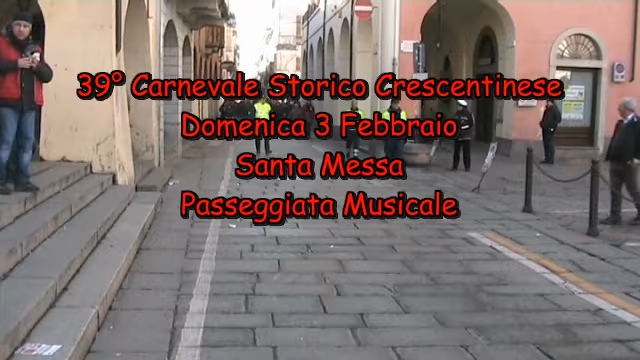 39° Carnevale Storico Crescentinese
Domenica 3 Febbraio
Santa Messa
Passeggiata Musicale